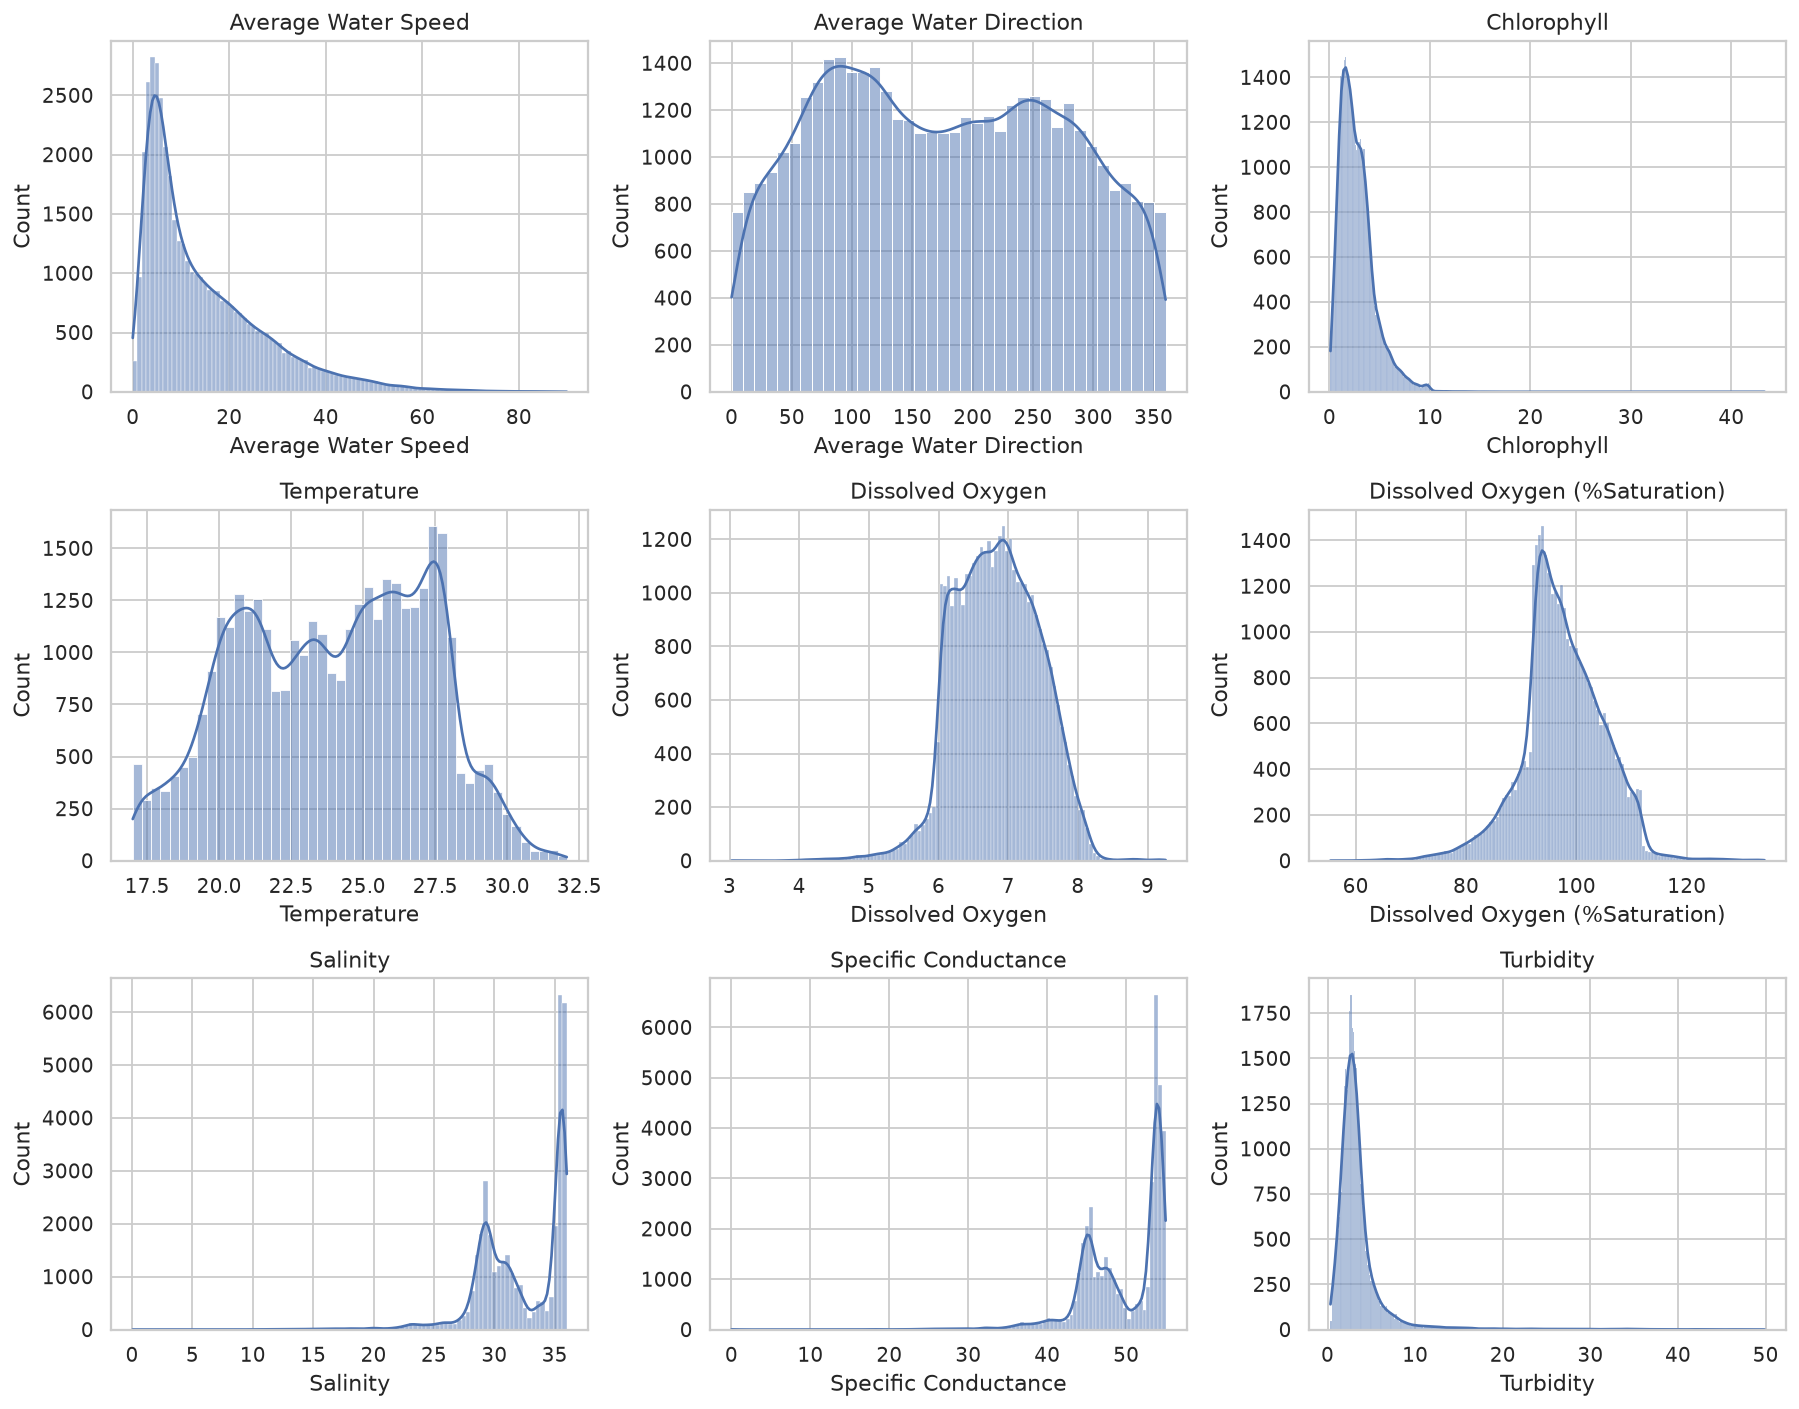 Average Water Speed
Count
2500
2000
1500
1000
500
0
0 20 40 60 80
Average Water Speed
Average Water Direction
Count
1400
1200
1000
800
600
400
200
0
0 50 100 150 200 250 300 350
Average Water Direction
Chlorophyll
Count
1400
1200
1000
800
600
400
200
0
0 10 20 30 40
Chlorophyll
Temperature
Count
1500
1250
1000
750
500
250
0
17.5 20.0 22.5 25.0 27.5 30.0 32.5
Temperature
Dissolved Oxygen
Count
1200
1000
800
600
400
200
0
3 4 5 6 7 8 9
Dissolved Oxygen
Dissolved Oxygen (%Saturation)
Count
1400
1200
1000
800
600
400
200
0
60 80 100 120
Dissolved Oxygen (%Saturation)
Salinity
Count
6000
5000
4000
3000
2000
1000
0
0 5 10 15 20 25 30 35
Salinity
Specific Conductance
Count
6000
5000
4000
3000
2000
1000
0
0 10 20 30 40 50
Specific Conductance
Turbidity
Count
1750
1500
1250
1000
750
500
250
0
0 10 20 30 40 50
Turbidity